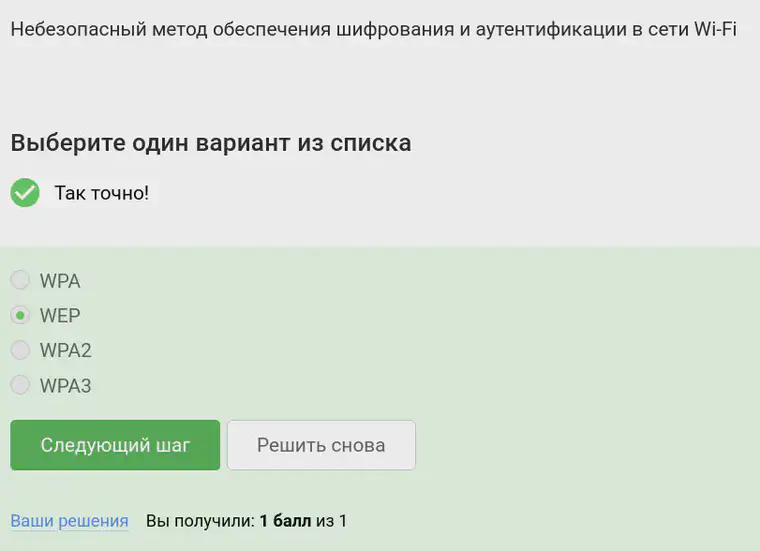 Небезопасный метод обеспечения шифрования и аутентификации в сети Wi-Fi
Выберите один вариант из списка
Так точно!
WPA
WEP
WPA2
WPA3
Следующий шаг
Решить снова
Ваши решения Вы получили: 1 балл из 1